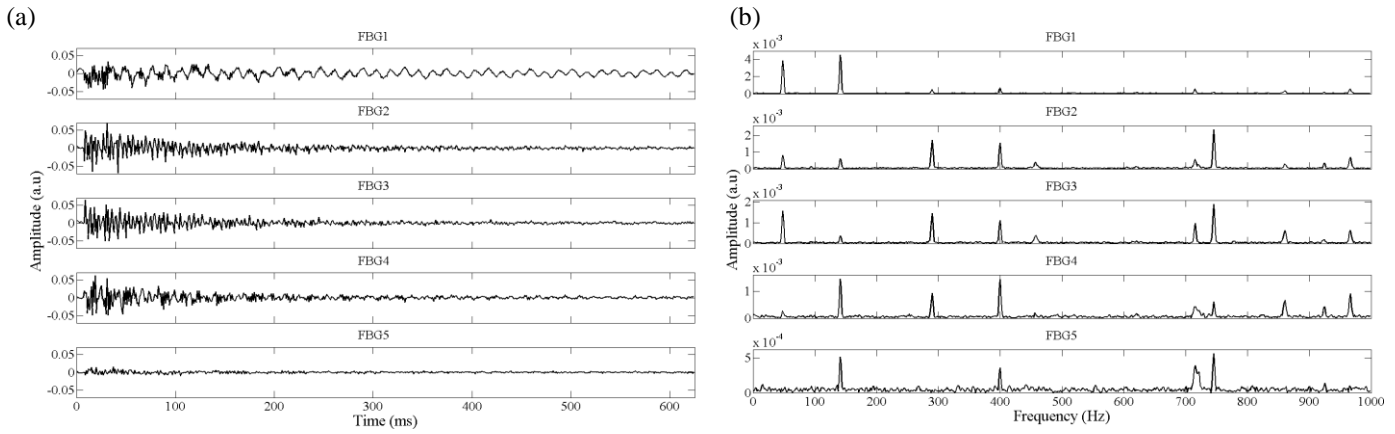 (a)
FBG1
0.05
0
-0.05
FBG2
0.05
0
-0.05
FBG3
0.05
0
-0.05
FBG4
0.05
0
-0.05
FBG5
0.05
0
-0.05
0 100 200 300 400 500 600
Time (ms)
Amplitude (a.u)
(b)
FBG1
x 10⁻³
4
2
0
FBG2
x 10⁻³
2
1
0
FBG3
x 10⁻³
2
1
0
FBG4
x 10⁻³
1
0
FBG5
x 10⁻⁴
5
0
0 100 200 300 400 500 600 700 800 900 1000
Frequency (Hz)
Amplitude (a.u)